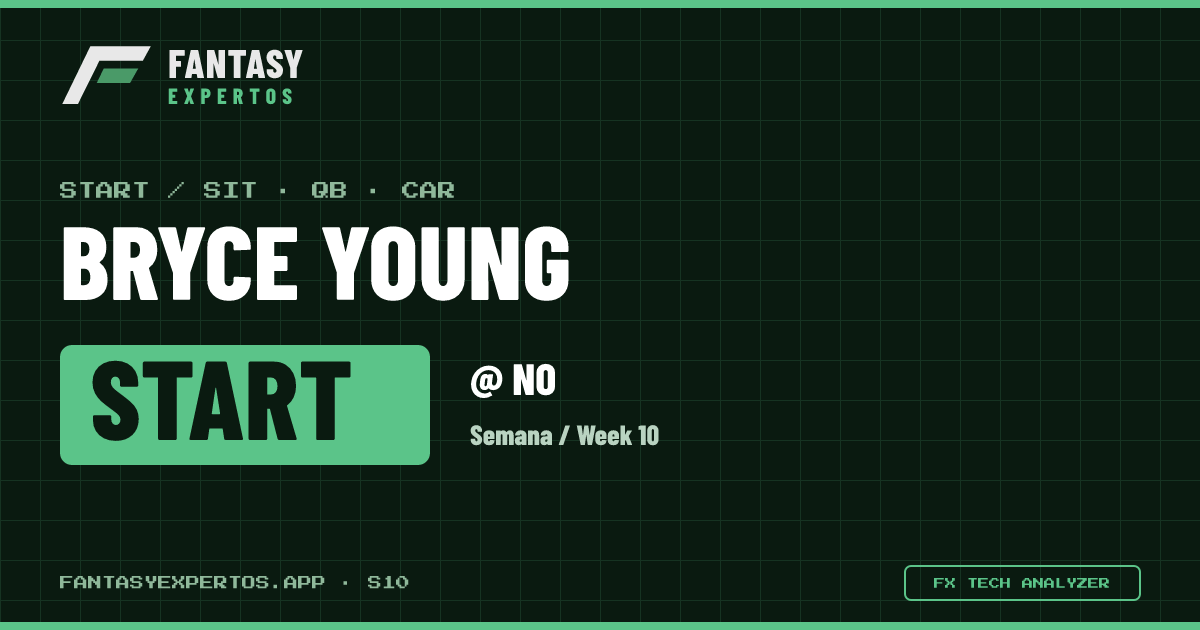 FANTASY
EXPERTOS
START / SIT · QB · CAR
BRYCE YOUNG
START
@ NO
Semana / Week 10
FANTASYEXPERTOS.APP · S10
FX TECH ANALYZER